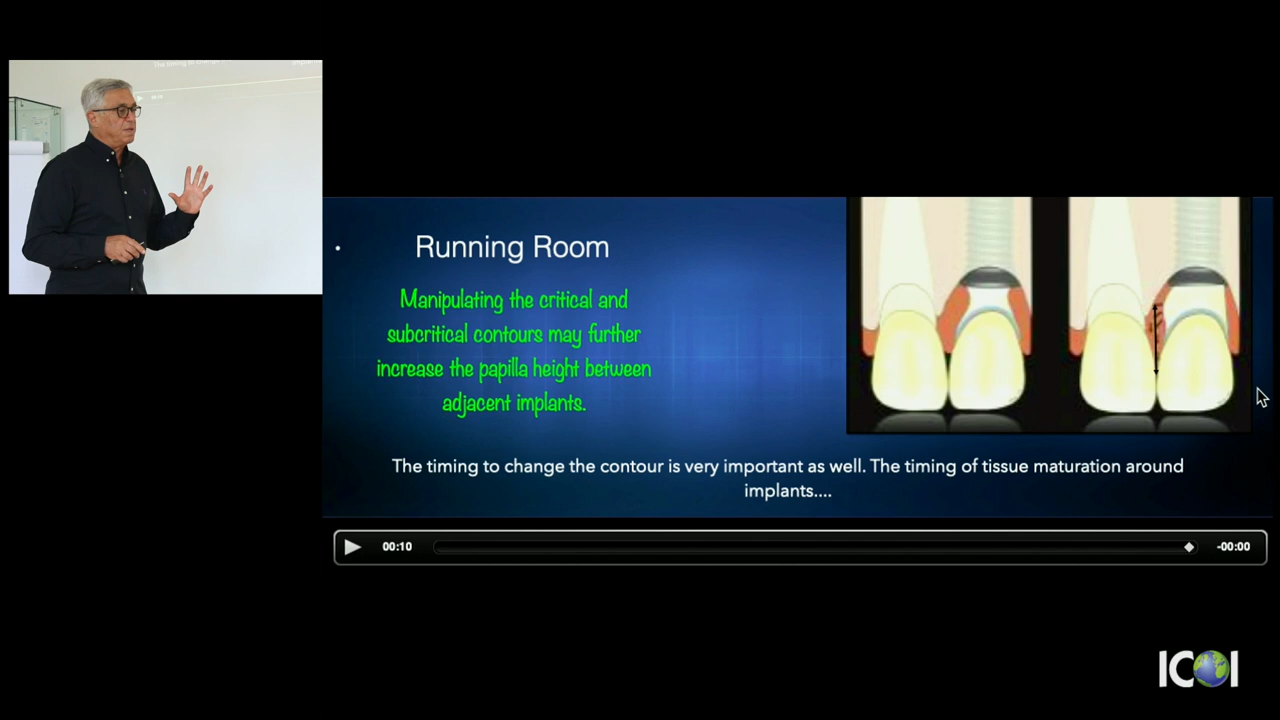 • Running Room
Manipulating the critical and
subcritical contours may further
increase the papilla height between
adjacent implants.
The timing to change the contour is very important as well. The timing of tissue maturation around
implants....
00:10
-00:00
ICOI